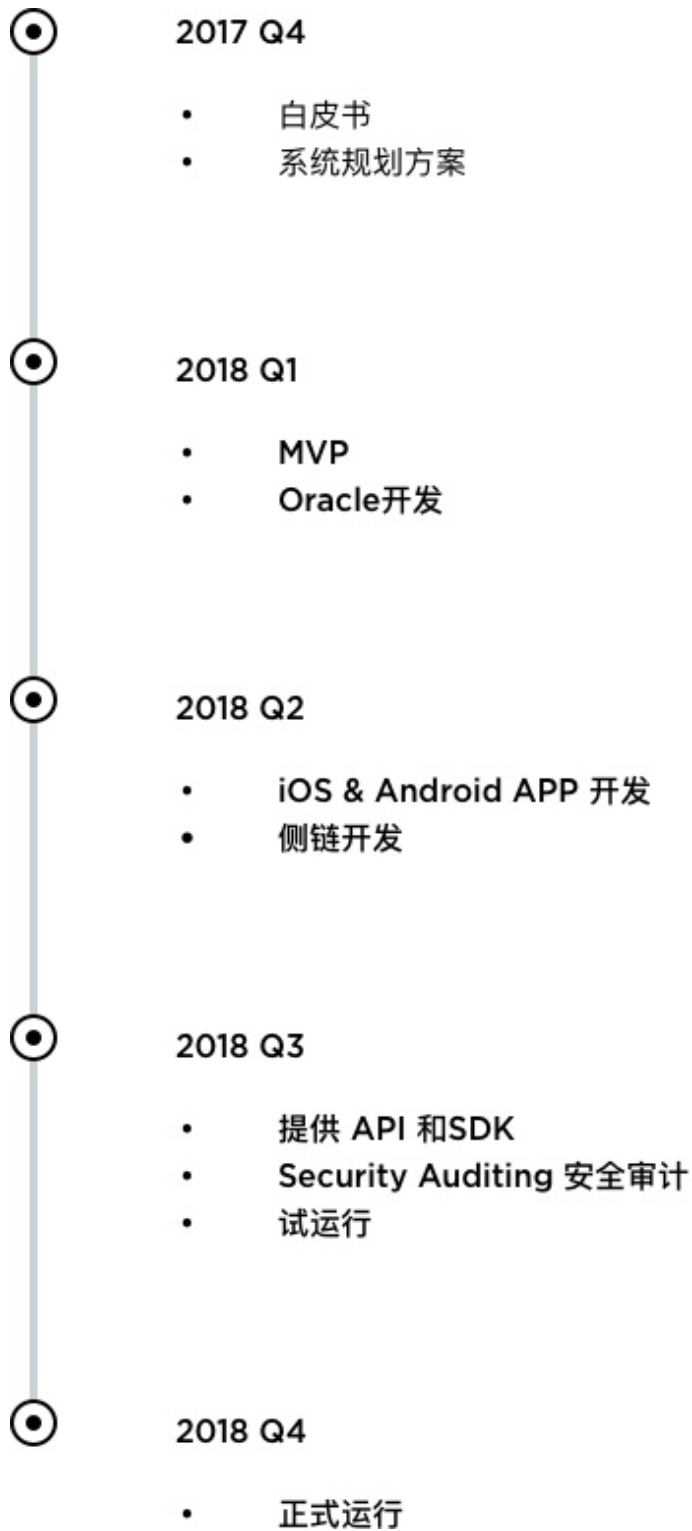 2017 Q4
• 白皮书
• 系统规划方案
2018 Q1
• MVP
• Oracle开发
2018 Q2
• iOS & Android APP 开发
• 侧链开发
2018 Q3
• 提供 API 和SDK
• Security Auditing 安全审计
• 试运行
2018 Q4
• 正式运行